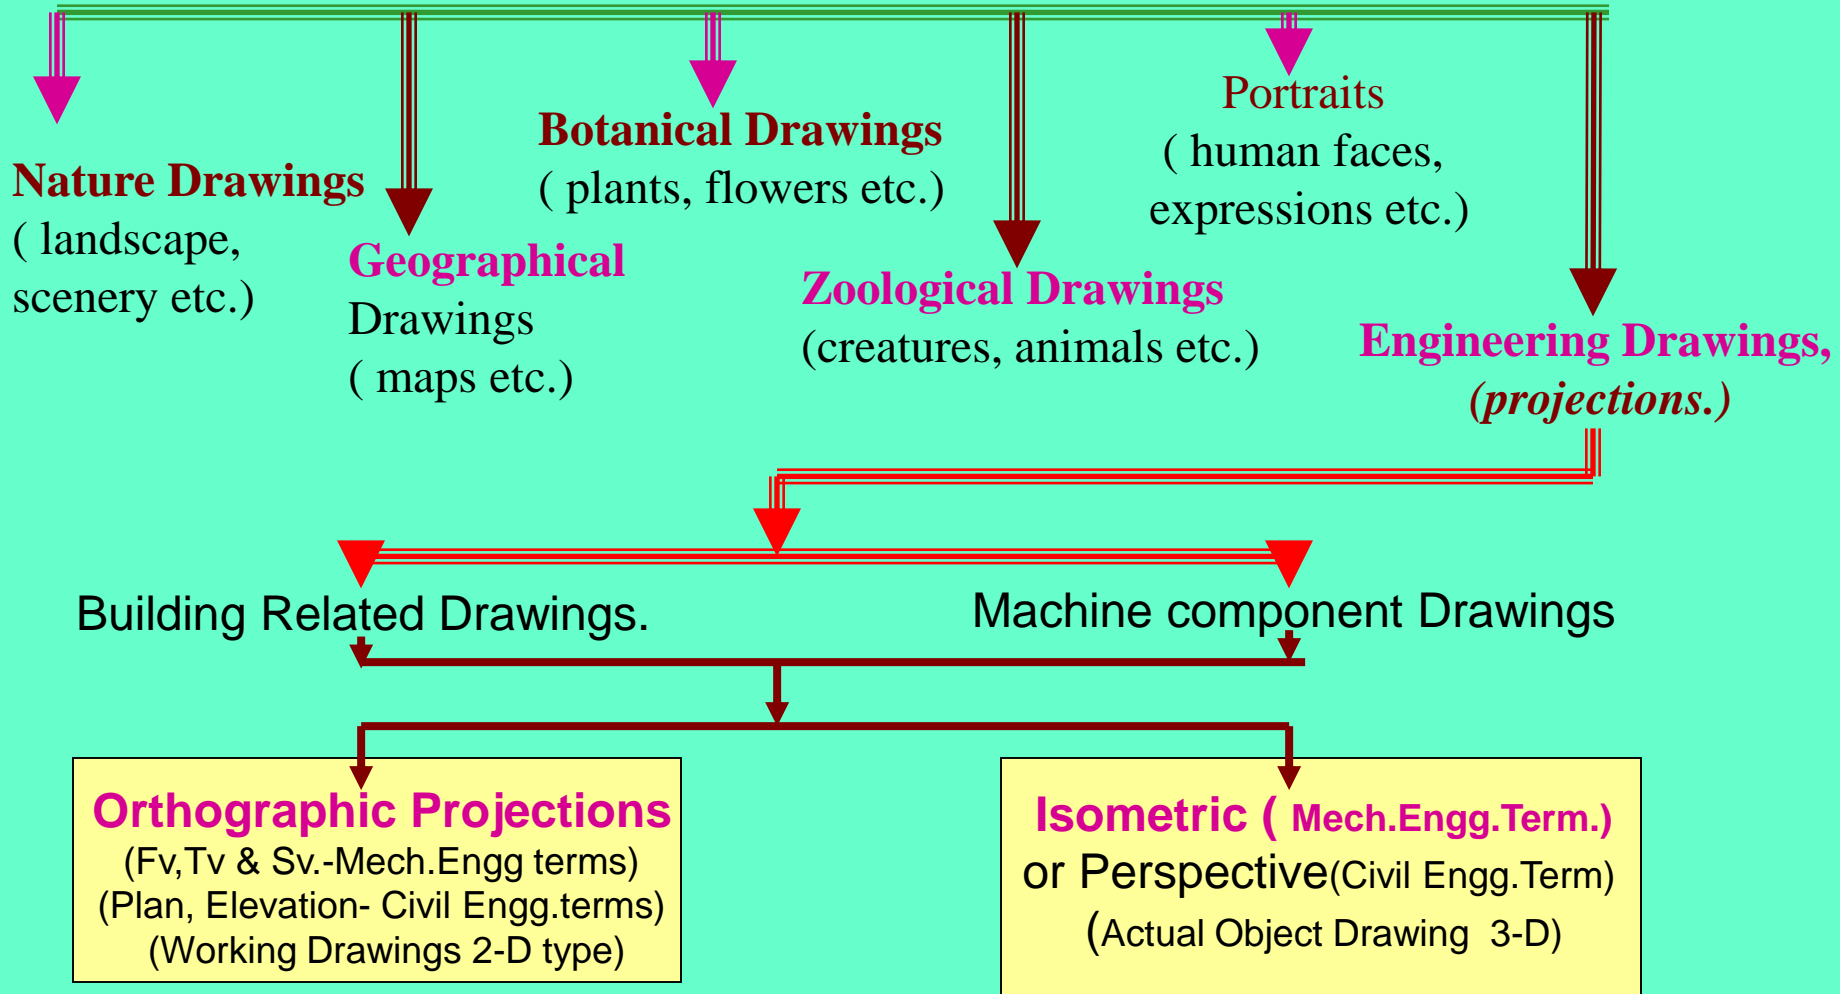 Nature Drawings
( landscape,
scenery etc.)
Geographical
Drawings
( maps etc.)
Botanical Drawings
( plants, flowers etc.)
Zoological Drawings
(creatures, animals etc.)
Portraits
( human faces,
expressions etc.)
Engineering Drawings,
(projections.)
Building Related Drawings.
Machine component Drawings
Orthographic Projections
(Fv,Tv & Sv.-Mech.Engg terms)
(Plan, Elevation- Civil Engg.terms)
(Working Drawings 2-D type)
Isometric ( Mech.Engg.Term.)
or Perspective(Civil Engg.Term)
(Actual Object Drawing 3-D)